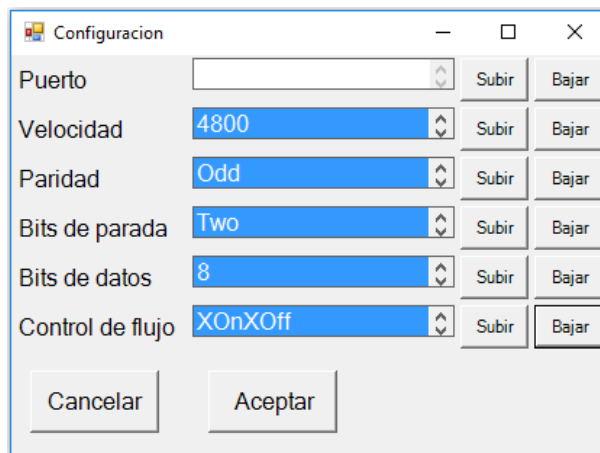 Configuracion
Puerto Subir Bajar
Velocidad 4800 Subir Bajar
Paridad Odd Subir Bajar
Bits de parada Two Subir Bajar
Bits de datos 8 Subir Bajar
Control de flujo XOnXOff Subir Bajar
Cancelar Aceptar